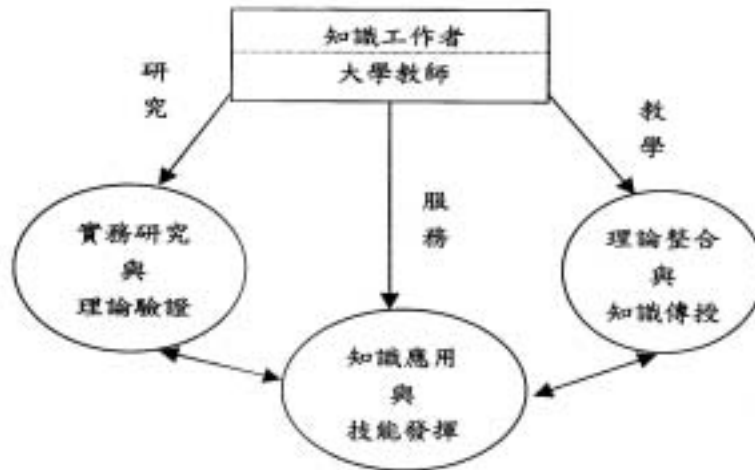 知識工作者
大學教師
研究
服務
教學
實務研究
與
理論驗證
知識應用
與
技能發揮
理論整合
與
知識傳授